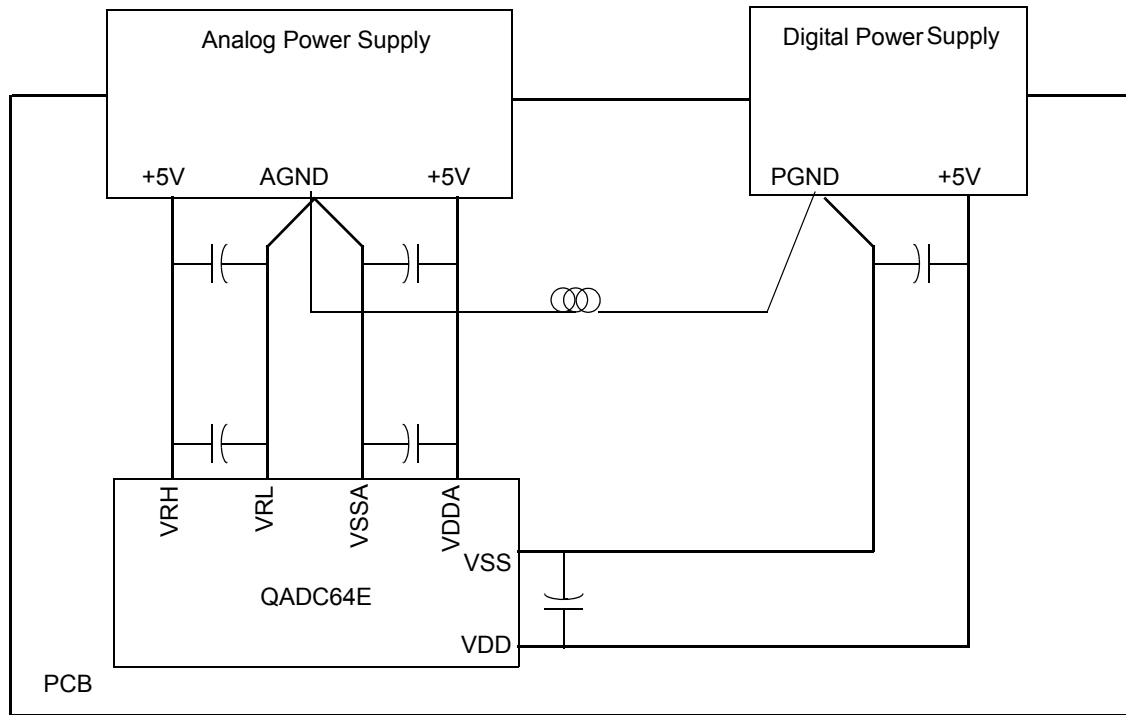 Analog Power Supply
Digital Power Supply
+5V
AGND
+5V
PGND
+5V
VRH
VRL
VSSA
VDDA
VSS
QADC64E
VDD
PCB